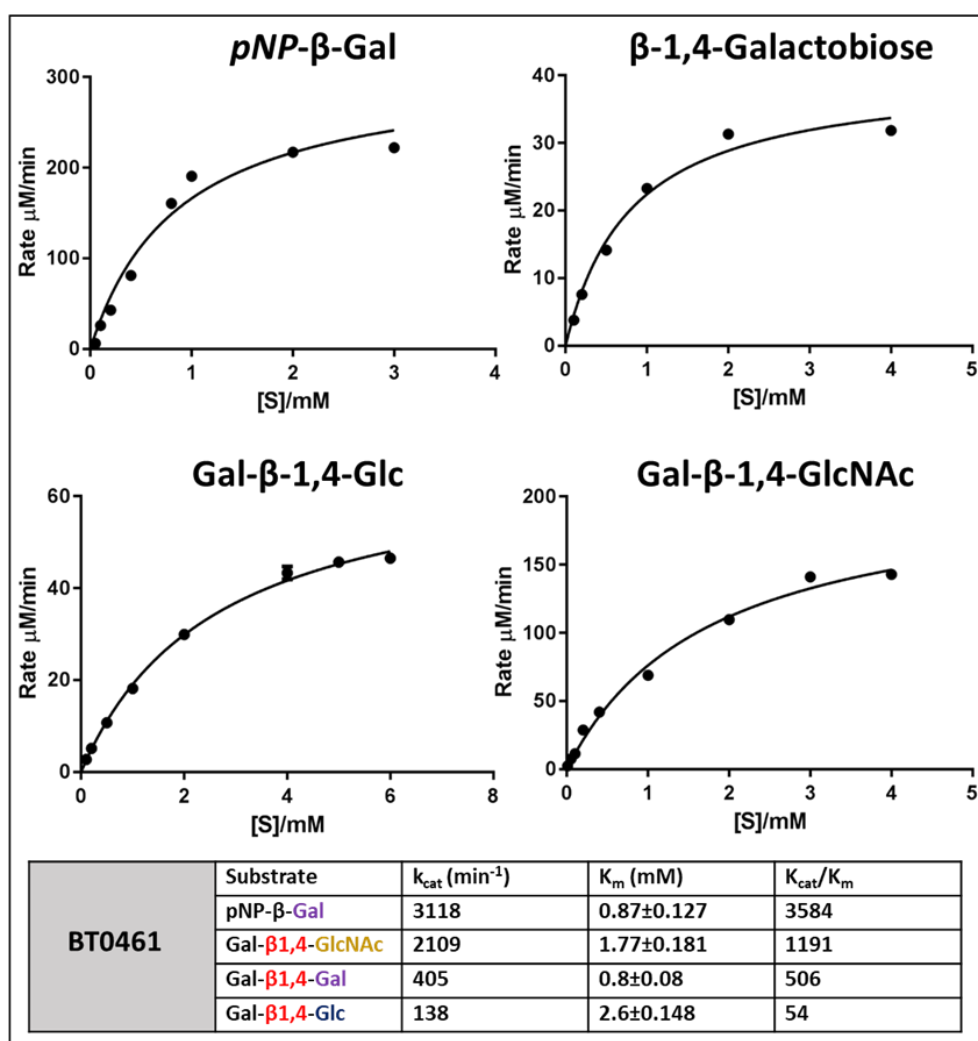 pNP-β-Gal
300
200
100
0
Rate μM/min
0 1 2 3 4
[S]/mM
β-1,4-Galactobiose
40
30
20
10
0
Rate μM/min
0 1 2 3 4 5
[S]/mM
Gal-β-1,4-Glc
60
40
20
0
Rate μM/min
0 2 4 6 8
[S]/mM
Gal-β-1,4-GlcNAc
200
150
100
50
0
Rate μM/min
0 1 2 3 4 5
[S]/mM
BT0461
Substrate kcat (min-1) Km (mM) Kcat/Km
pNP-β-Gal 3118 0.87±0.127 3584
Gal-β1,4-GlcNAc 2109 1.77±0.181 1191
Gal-β1,4-Gal 405 0.8±0.08 506
Gal-β1,4-Glc 138 2.6±0.148 54